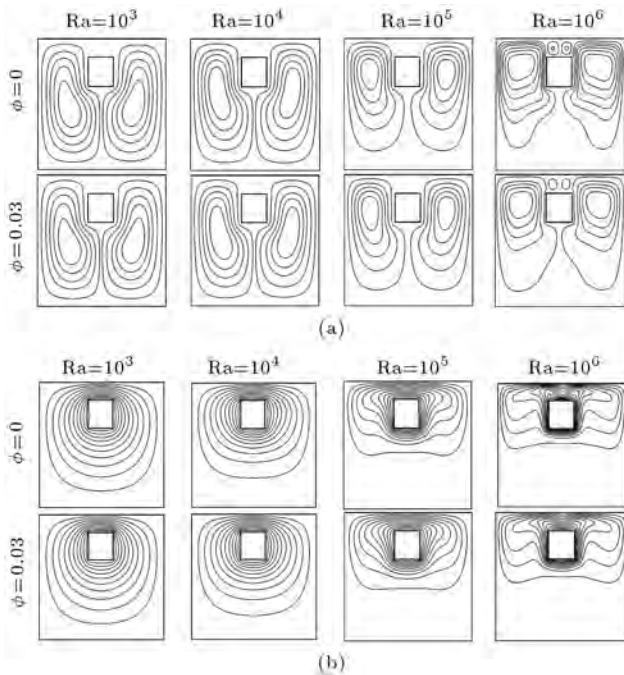 Ra=10³ Ra=10⁴ Ra=10⁵ Ra=10⁶
ϕ=0
ϕ=0.03
(a)
Ra=10³ Ra=10⁴ Ra=10⁵ Ra=10⁶
ϕ=0
ϕ=0.03
(b)